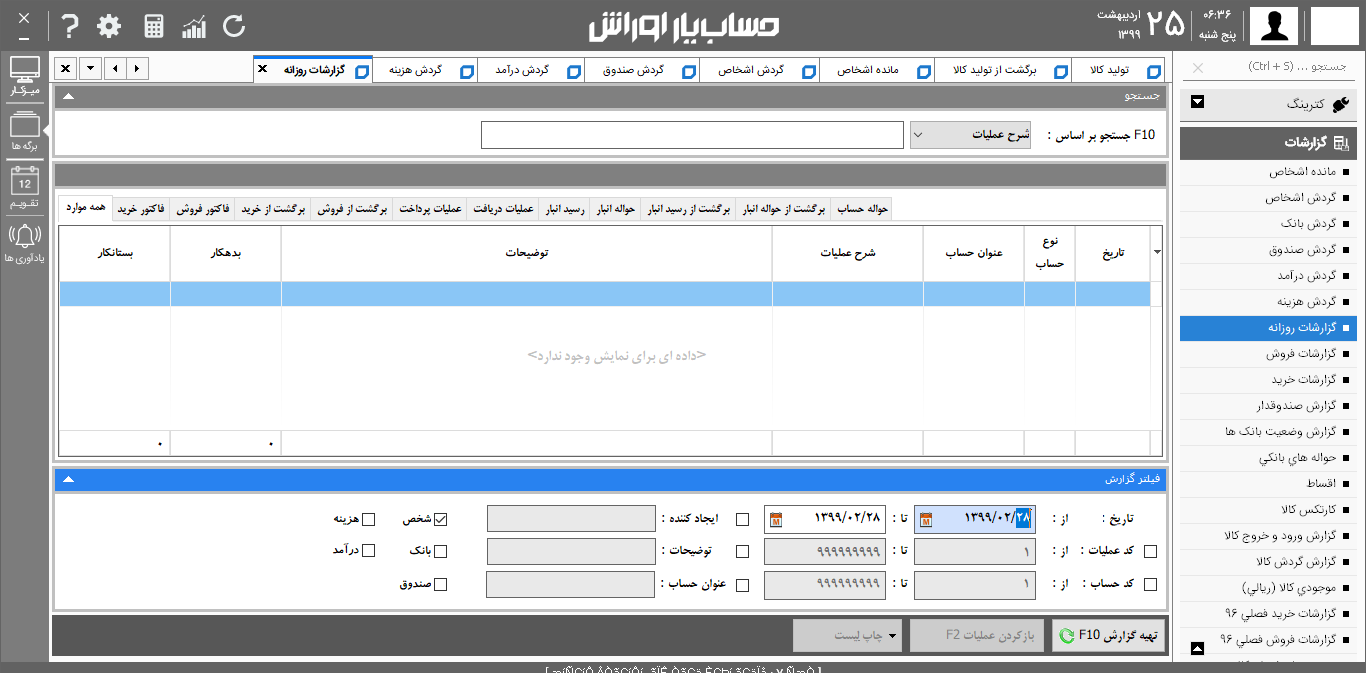 حساب یار اورانش
۰۶:۳۶
پنج شنبه
۲۵
اردیبهشت
۱۳۹۹
جستجو ... (Ctrl + S)
کترینگ
گزارشات
مانده اشخاص
گردش اشخاص
گردش بانک
گردش صندوق
گردش درآمد
گردش هزینه
گزارشات روزانه
گزارشات فروش
گزارشات خرید
گزارش صندوقدار
گزارش وضعیت بانک ها
حواله هاي بانکي
اقساط
کارتکس کالا
گزارش ورود و خروج کالا
گزارش گردش کالا
موجودي کالا (ريالي)
گزارشات خرید فصلي ۹۶
گزارشات فروش فصلي ۹۶
تولید کالا
برگشت از تولید کالا
مانده اشخاص
گردش اشخاص
گردش صندوق
گردش درآمد
گردش هزینه
گزارشات روزانه
جستجو
F10 جستجو بر اساس :
شرح عملیات
حواله حساب
برگشت از حواله انبار
برگشت از رسید انبار
حواله انبار
رسید انبار
عملیات دریافت
عملیات پرداخت
برگشت از فروش
برگشت از خرید
فاکتور فروش
فاکتور خرید
همه موارد
تاریخ
نوع حساب
عنوان حساب
شرح عملیات
توضیحات
بدهکار
بستانکار
<داده ای برای نمایش وجود ندارد>
۰
۰
فیلتر گزارش
تاریخ : از : ۱۳۹۹/۰۲/۲۸ تا : ۱۳۹۹/۰۲/۲۸ ایجاد کننده : شخص هزینه
کد عملیات : از : ۱ تا : ۹۹۹۹۹۹۹۹۹ توضیحات : بانک درآمد
کد حساب : از : ۱ تا : ۹۹۹۹۹۹۹۹۹ عنوان حساب : صندوق
تهیه گزارش F10
بازکردن عملیات F2
چاپ لیست
میزکار
برگه ها
12
تقویم
یادآوری ها